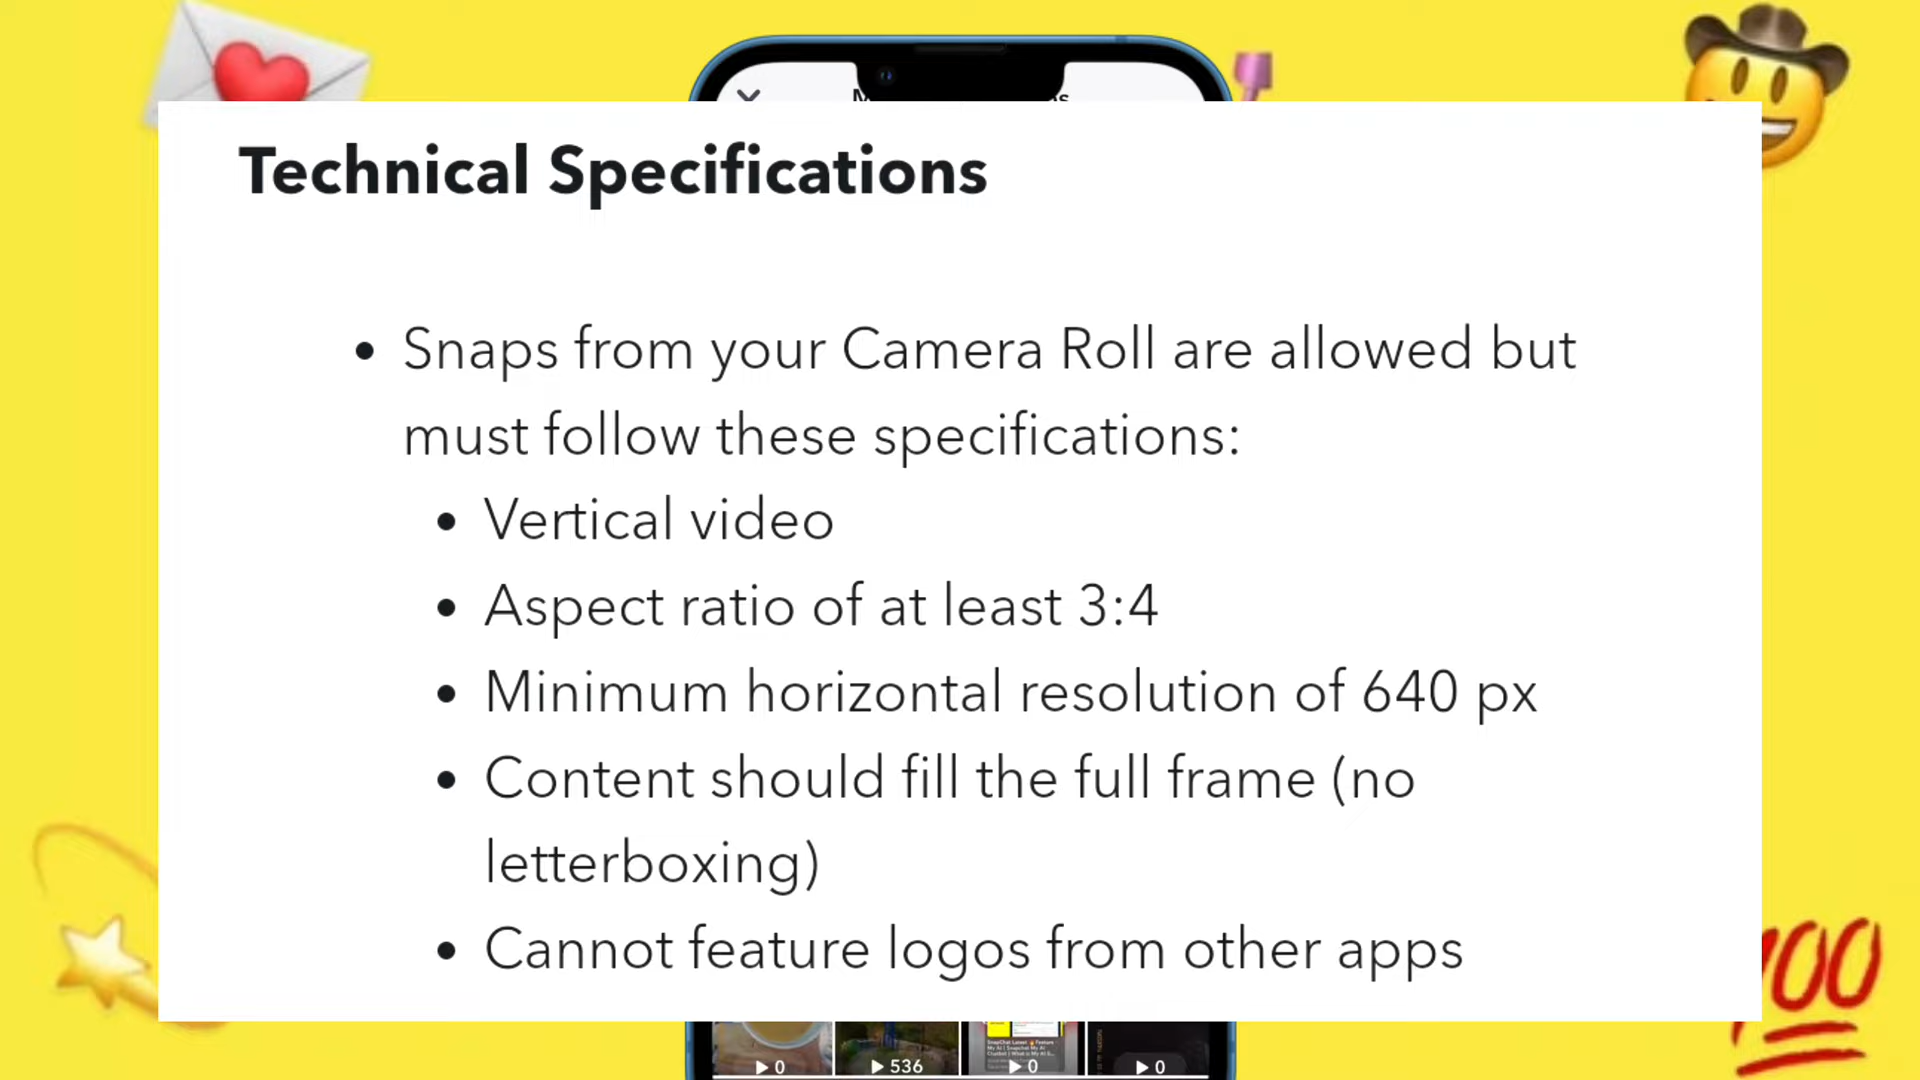 Technical Specifications
• Snaps from your Camera Roll are allowed but
must follow these specifications:
• Vertical video
• Aspect ratio of at least 3:4
• Minimum horizontal resolution of 640 px
• Content should fill the full frame (no
letterboxing)
• Cannot feature logos from other apps
100
0
536
0
0